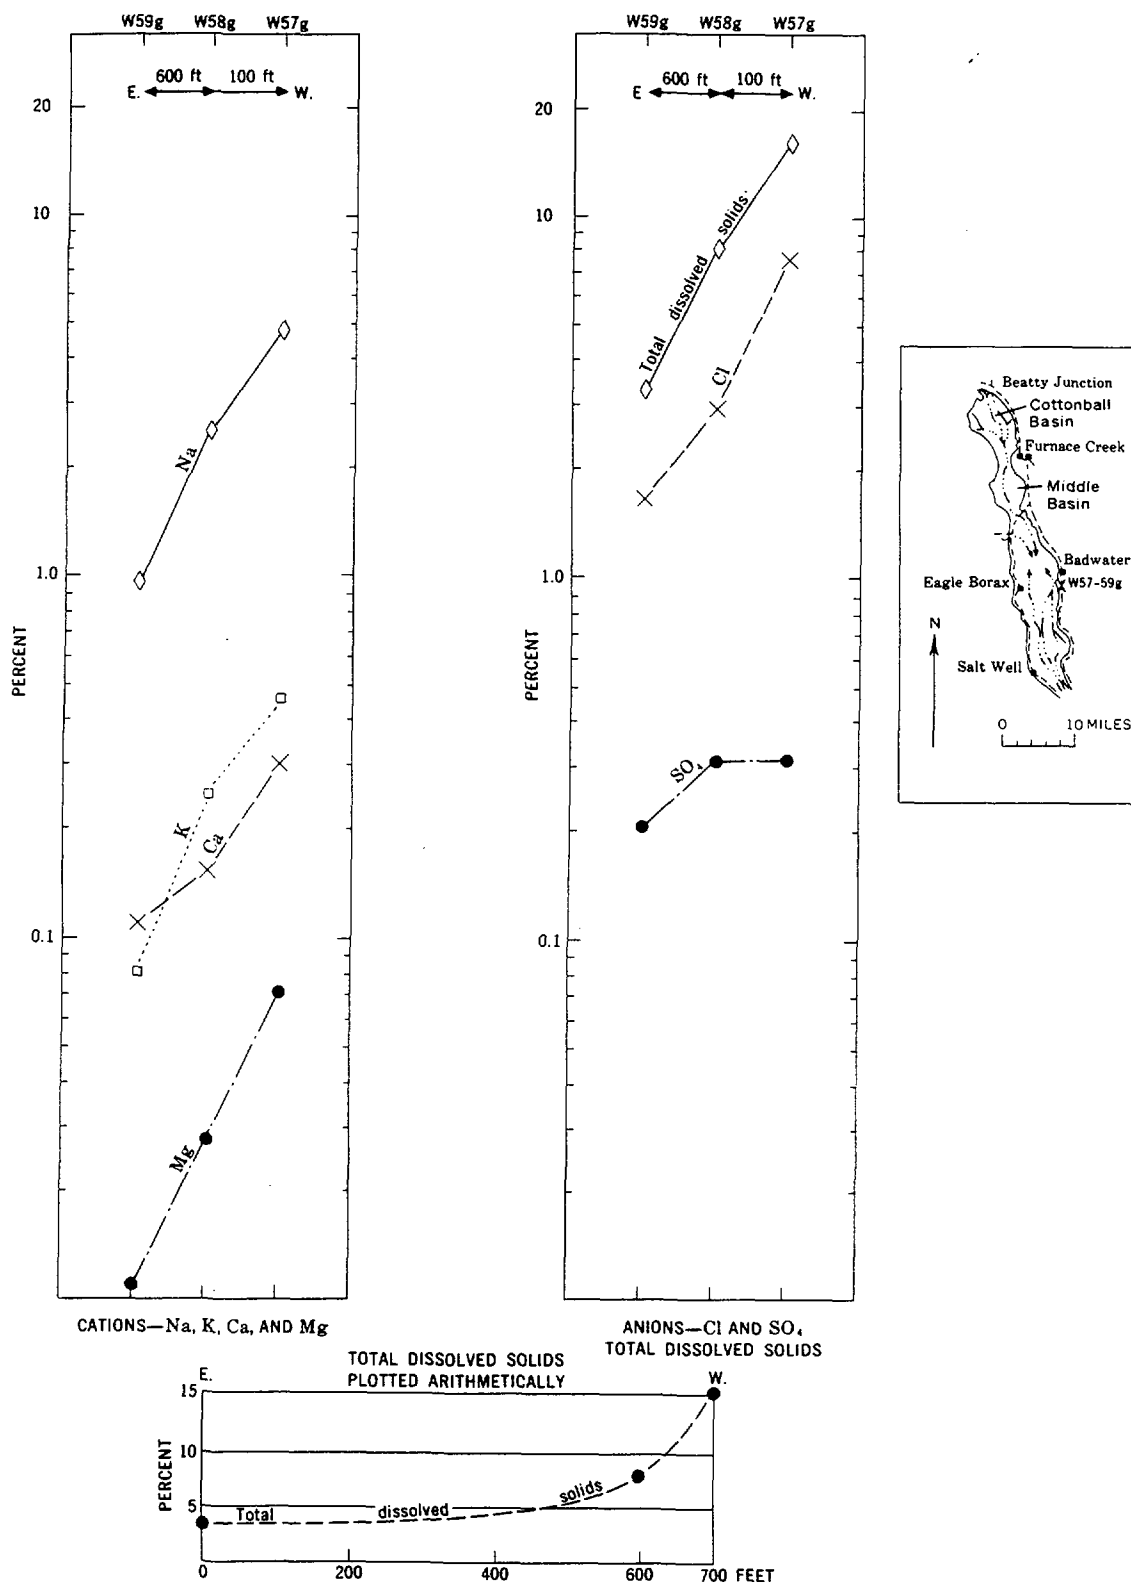 W59g W58g W57g
600 ft 100 ft
E. W.
20
10
1.0
0.1
PERCENT
Na
K
Ca
Mg
CATIONS—Na, K, Ca, AND Mg
W59g W58g W57g
600 ft 100 ft
E W.
20
10
1.0
0.1
PERCENT
Total dissolved solids
Cl
SO₄
ANIONS—Cl AND SO₄
TOTAL DISSOLVED SOLIDS
Beatty Junction
Cottonball
Basin
Furnace Creek
Middle
Basin
Badwater
Eagle Borax
W57-59g
N
Salt Well
0 10 MILES
TOTAL DISSOLVED SOLIDS
PLOTTED ARITHMETICALLY
E. W.
15
10
5
PERCENT
Total dissolved solids
0 200 400 600 700 FEET